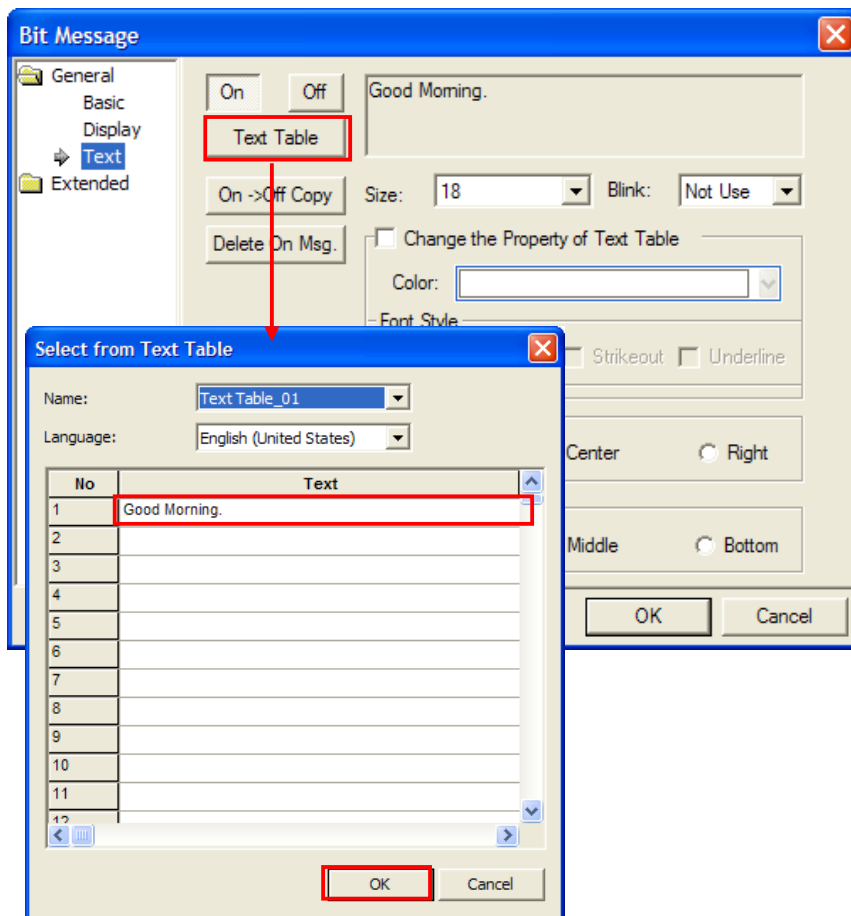 Bit Message
General
Basic
Display
Text
Extended
On Off
Text Table
On ->Off Copy
Delete On Msg.
Good Morning.
Size: 18 Blink: Not Use
Change the Property of Text Table
Color:
Font Style
Strikeout Underline
Center Right
Middle Bottom
OK Cancel
Select from Text Table
Name: Text Table_01
Language: English (United States)
No Text
1 Good Morning.
2
3
4
5
6
7
8
9
10
11
12
OK Cancel